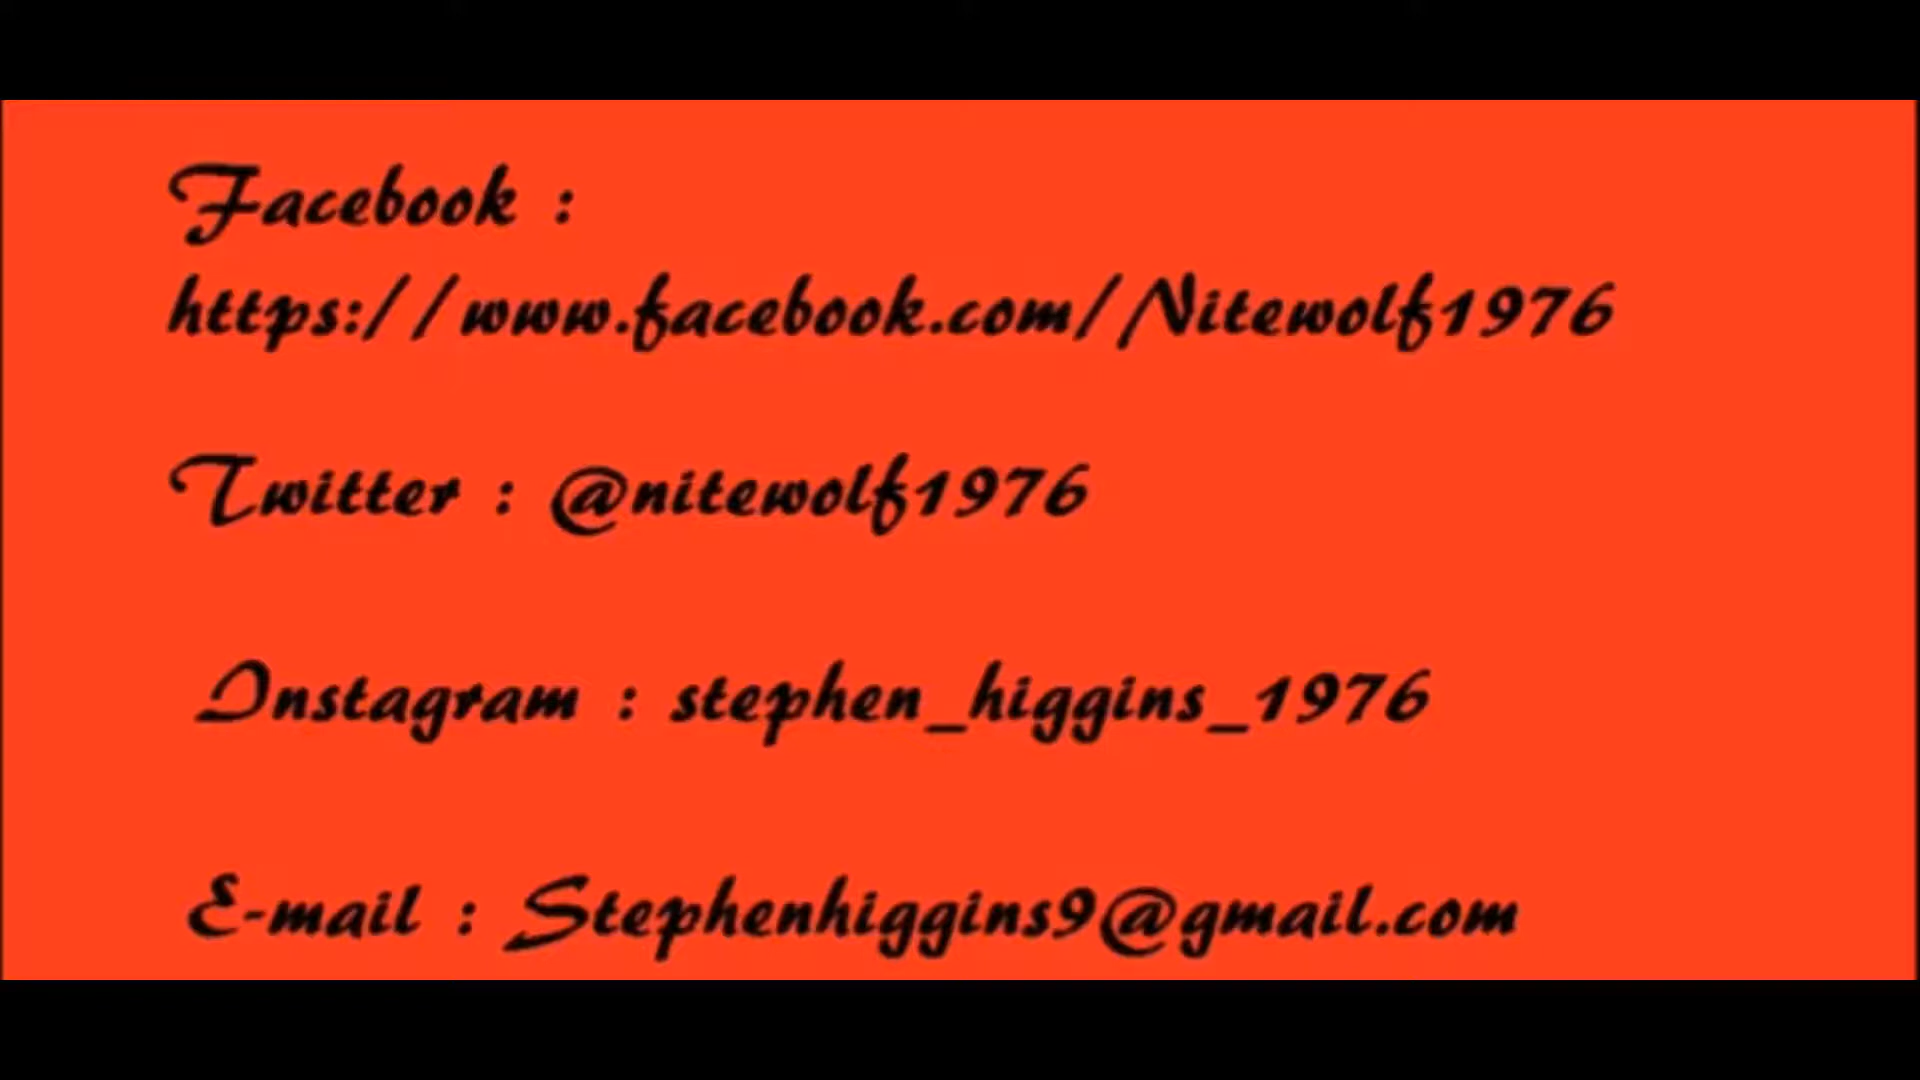 Facebook :
https://www.facebook.com/Nitewolf1976
Twitter : @nitewolf1976
Instagram : stephen_higgins_1976
E-mail : Stephenhiggins9@gmail.com